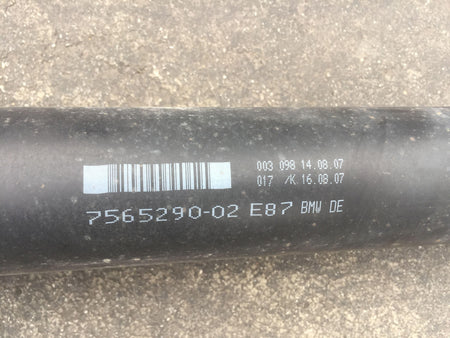 003 098 14.08.07
017 /K.16.08.07
7565290-02 E87 BMW DE